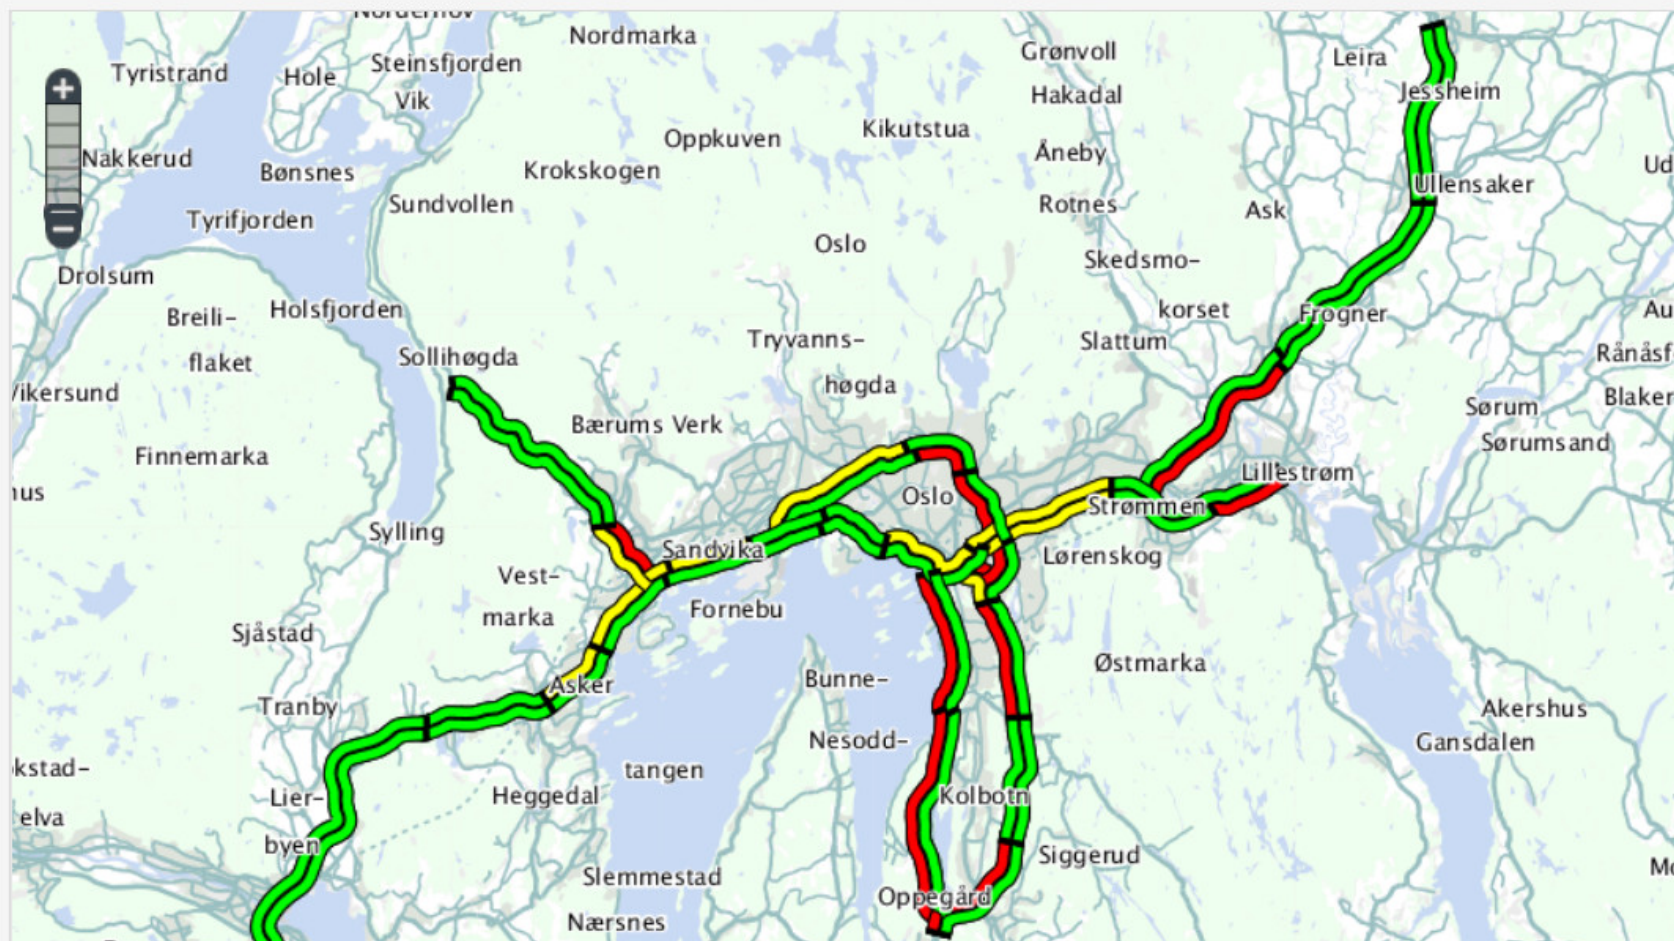 Nordmarka
Grønvoll
Leira
Tyristrand
Hole
Steinsfjorden
Vik
Hakadal
Jessheim
Oppkuven
Kikutstua
Åneby
Nakkerud
Bønsnes
Krokskogen
Ullensaker
Sundvollen
Rotnes
Ask
Tyrifjorden
Oslo
Skedsmo-
korset
Drolsum
Holsfjorden
Frogner
Breili-
flaket
Tryvanns-
høgda
Slattum
Sollihøgda
Vikersund
Blaker
Sørum
Bærums Verk
Sørumsand
Finnemarka
Lillestrøm
Oslo
Strømmen
Sylling
Sandvika
Lørenskog
Vest-
marka
Fornebu
Sjåstad
Østmarka
Bunne-
Asker
Tranby
Akershus
Nesodd-
tangen
Gansdalen
Lier-
byen
Heggedal
Kolbotn
elva
Siggerud
Slemmestad
Oppegård
Nærsnes